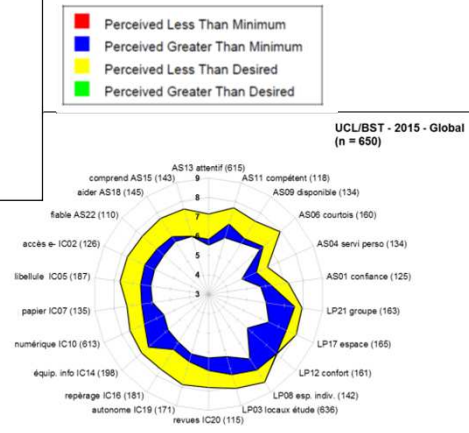 Perceived Less Than Minimum
Perceived Greater Than Minimum
Perceived Less Than Desired
Perceived Greater Than Desired
UCL/BST - 2015 - Global
(n = 650)
AS13 attentif (615)
AS11 compétent (118)
AS09 disponible (134)
AS06 courtois (160)
AS04 servi perso (134)
AS01 confiance (125)
LP21 groupe (163)
LP17 espace (165)
LP12 confort (161)
LP08 esp. indiv. (142)
LP03 locaux étude (636)
revues IC20 (115)
autonome IC19 (171)
repérage IC16 (181)
équip. info IC14 (198)
numérique IC10 (613)
papier IC07 (135)
libellule IC05 (187)
accès e- IC02 (126)
fiable AS22 (110)
aider AS18 (145)
comprend AS15 (143)
9
8
7
6
5
4
3